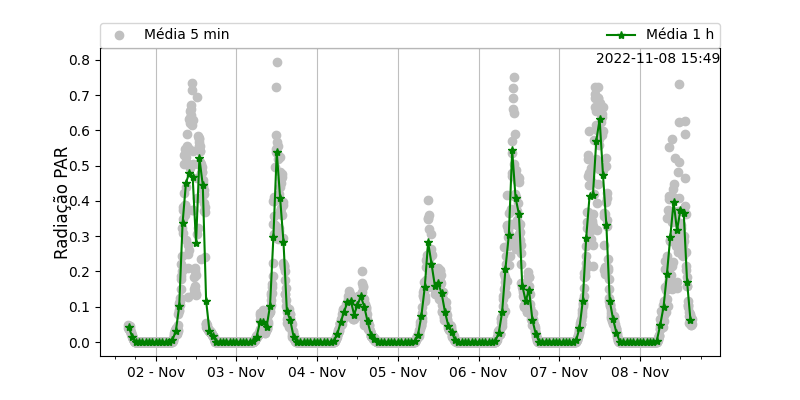 Média 5 min
Média 1 h
2022-11-08 15:49
Radiação PAR
0.8
0.7
0.6
0.5
0.4
0.3
0.2
0.1
0.0
02 - Nov
03 - Nov
04 - Nov
05 - Nov
06 - Nov
07 - Nov
08 - Nov